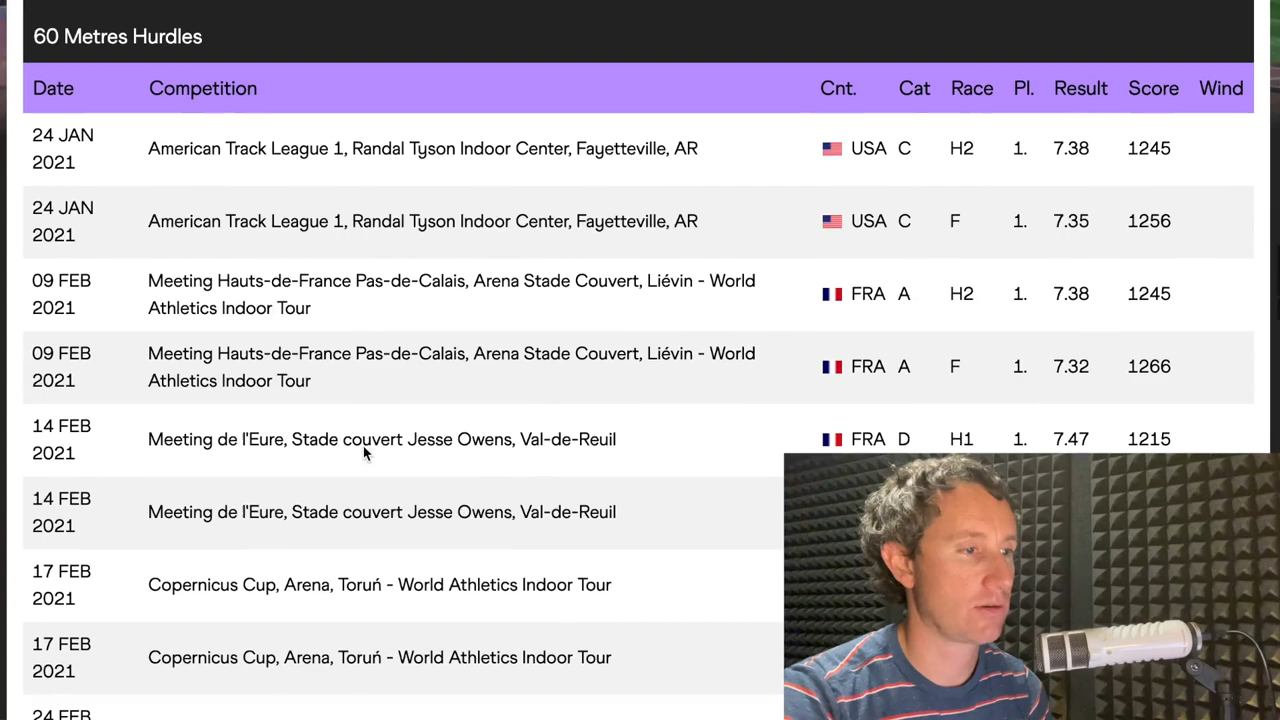 60 Metres Hurdles
Date Competition Cnt. Cat Race Pl. Result Score Wind
24 JAN
2021
American Track League 1, Randal Tyson Indoor Center, Fayetteville, AR USA C H2 1. 7.38 1245
24 JAN
2021
American Track League 1, Randal Tyson Indoor Center, Fayetteville, AR USA C F 1. 7.35 1256
09 FEB
2021
Meeting Hauts-de-France Pas-de-Calais, Arena Stade Couvert, Liévin - World
Athletics Indoor Tour
FRA A H2 1. 7.38 1245
09 FEB
2021
Meeting Hauts-de-France Pas-de-Calais, Arena Stade Couvert, Liévin - World
Athletics Indoor Tour
FRA A F 1. 7.32 1266
14 FEB
2021
Meeting de l'Eure, Stade couvert Jesse Owens, Val-de-Reuil FRA D H1 1. 7.47 1215
14 FEB
2021
Meeting de l'Eure, Stade couvert Jesse Owens, Val-de-Reuil
17 FEB
2021
Copernicus Cup, Arena, Toruń - World Athletics Indoor Tour
17 FEB
2021
Copernicus Cup, Arena, Toruń - World Athletics Indoor Tour
24 FEB